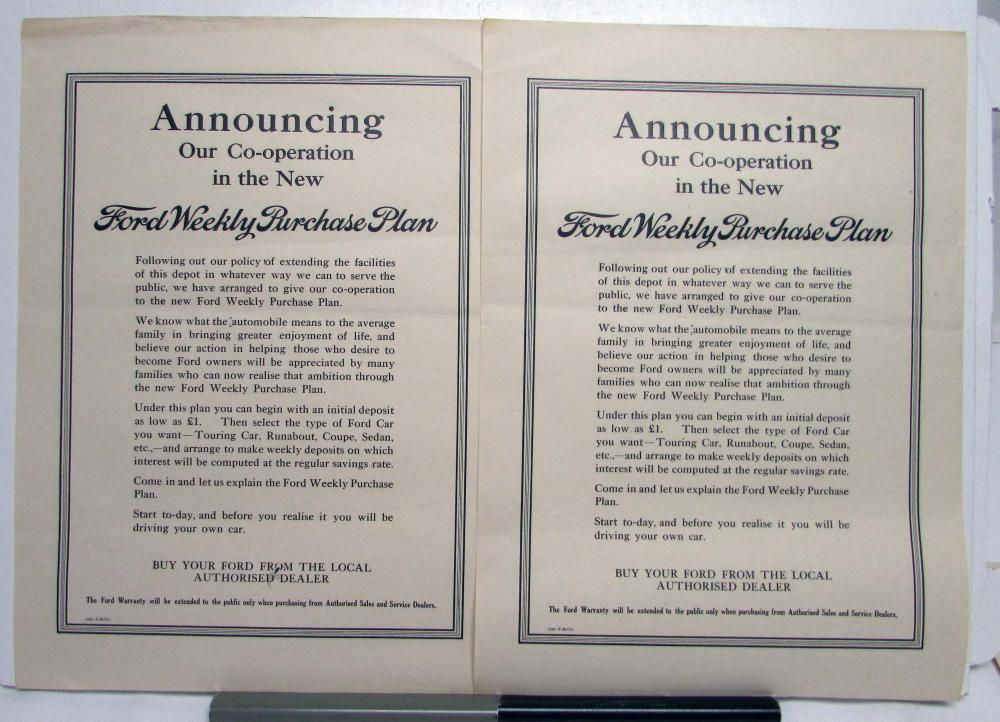 Announcing
Our Co-operation
in the New
Ford Weekly Purchase Plan
Following out our policy of extending the facilities
of this depot in whatever way we can to serve the
public, we have arranged to give our co-operation
to the new Ford Weekly Purchase Plan.
We know what the automobile means to the average
family in bringing greater enjoyment of life, and
believe our action in helping those who desire to
become Ford owners will be appreciated by many
families who can now realise that ambition through
the new Ford Weekly Purchase Plan.
Under this plan you can begin with an initial deposit
as low as £1. Then select the type of Ford Car
you want—Touring Car, Runabout, Coupe, Sedan,
etc.,—and arrange to make weekly deposits on which
interest will be computed at the regular savings rate.
Come in and let us explain the Ford Weekly Purchase
Plan.
Start to-day, and before you realise it you will be
driving your own car.
BUY YOUR FORD FROM THE LOCAL
AUTHORISED DEALER
The Ford Warranty will be extended to the public only when purchasing from Authorised Sales and Service Dealers.
Announcing
Our Co-operation
in the New
Ford Weekly Purchase Plan
Following out our policy of extending the facilities
of this depot in whatever way we can to serve the
public, we have arranged to give our co-operation
to the new Ford Weekly Purchase Plan.
We know what the automobile means to the average
family in bringing greater enjoyment of life, and
believe our action in helping those who desire to
become Ford owners will be appreciated by many
families who can now realise that ambition through
the new Ford Weekly Purchase Plan.
Under this plan you can begin with an initial deposit
as low as £1. Then select the type of Ford Car
you want—Touring Car, Runabout, Coupe, Sedan,
etc.,—and arrange to make weekly deposits on which
interest will be computed at the regular savings rate.
Come in and let us explain the Ford Weekly Purchase
Plan.
Start to-day, and before you realise it you will be
driving your own car.
BUY YOUR FORD FROM THE LOCAL
AUTHORISED DEALER
The Ford Warranty will be extended to the public only when purchasing from Authorised Sales and Service Dealers.